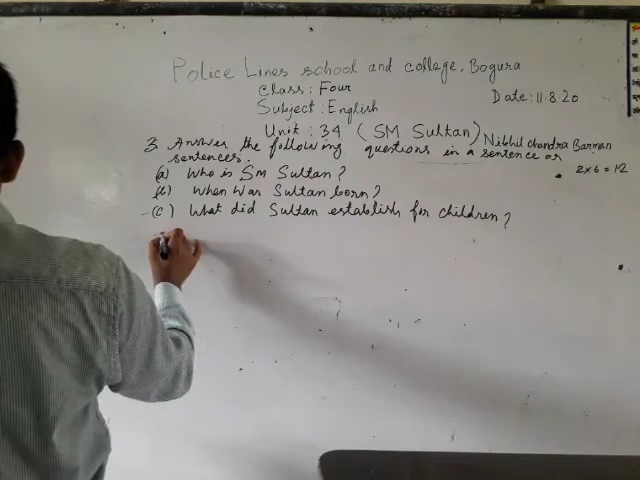 Police Lines school and college, Bogura
Class: Four
Date: 11.8.20
Subject: English
Unit: 34 (SM Sultan)
Nikhil Chandra Barman
3. Answer the following questions in a sentence or
sentences.
2x6=12
(a) Who is SM Sultan?
(b) When was Sultan born?
(c) What did Sultan establish for children?